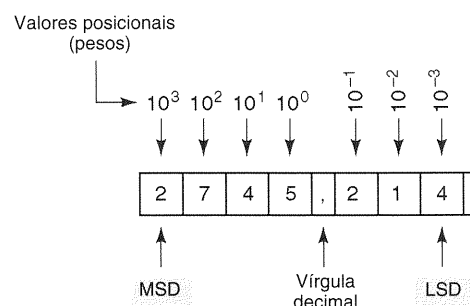 Valores posicionais
(pesos)
10³ 10² 10¹ 10⁰ 10⁻¹ 10⁻² 10⁻³
2 7 4 5 , 2 1 4
MSD Vírgula LSD
decimal